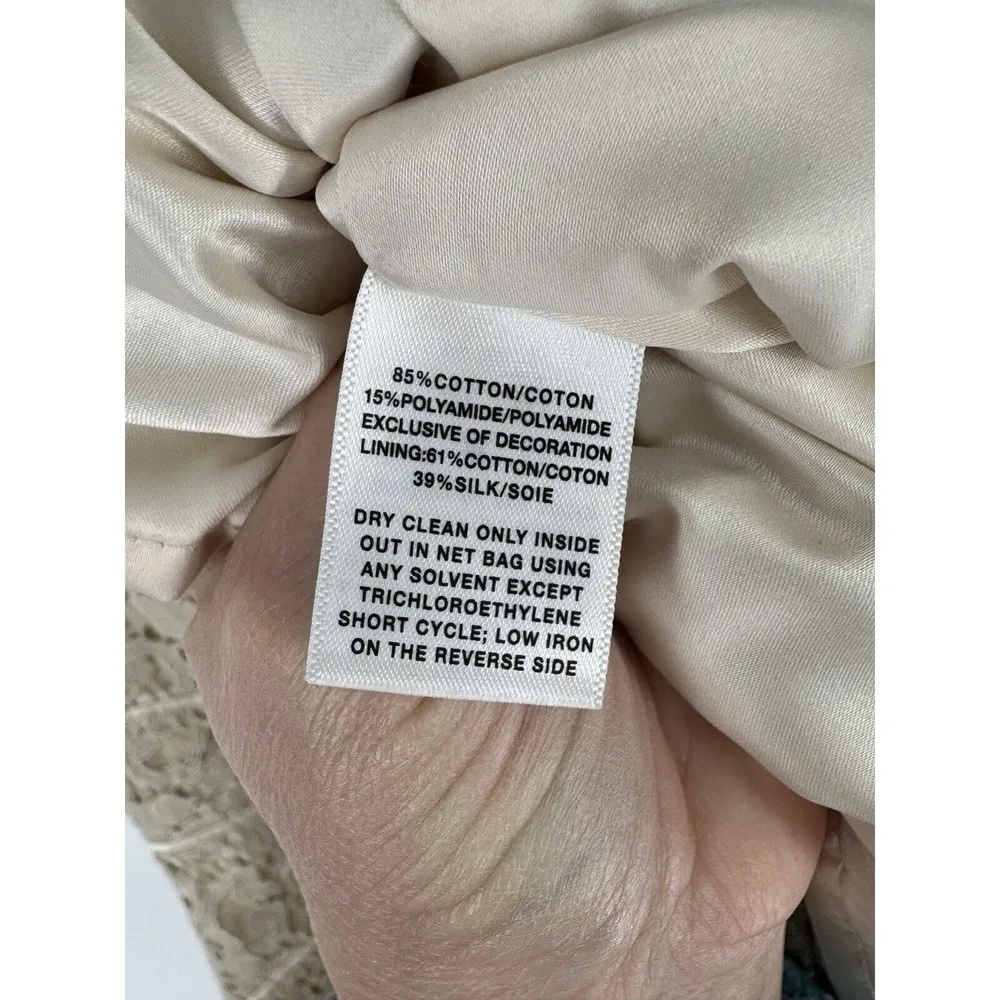 85%COTTON/COTON
15%POLYAMIDE/POLYAMIDE
EXCLUSIVE OF DECORATION
LINING:61%COTTON/COTON
39%SILK/SOIE
DRY CLEAN ONLY INSIDE
OUT IN NET BAG USING
ANY SOLVENT EXCEPT
TRICHLOROETHYLENE
SHORT CYCLE; LOW IRON
ON THE REVERSE SIDE